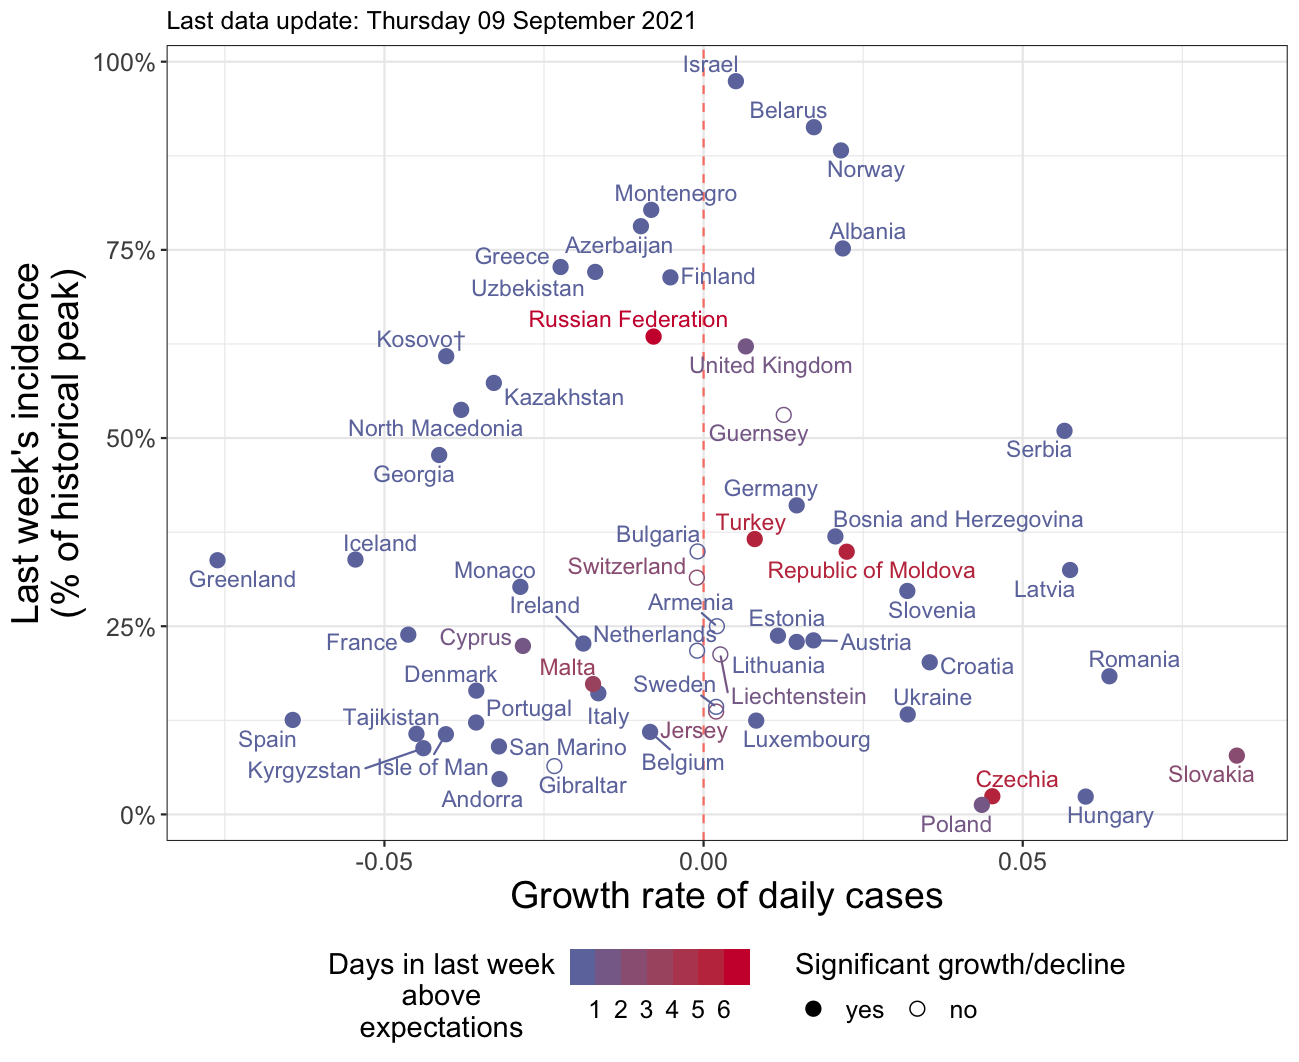 Last data update: Thursday 09 September 2021
100%
Israel
Belarus
Norway
Montenegro
Albania
75%
Azerbaijan
Greece
Finland
Uzbekistan
Russian Federation
Kosovo†
United Kingdom
Kazakhstan
North Macedonia
Guernsey
50%
Serbia
Georgia
Germany
Turkey
Bosnia and Herzegovina
Bulgaria
Iceland
Switzerland
Republic of Moldova
Greenland
Monaco
Latvia
Ireland
Armenia
Slovenia
25%
Estonia
France
Cyprus
Netherlands
Austria
Malta
Lithuania
Croatia
Romania
Denmark
Sweden
Liechtenstein
Ukraine
Portugal
Tajikistan
Italy
Spain
Jersey
Luxembourg
San Marino
Kyrgyzstan
Isle of Man
Belgium
Gibraltar
Andorra
Czechia
Slovakia
0%
Poland
Hungary
Last week's incidence
(% of historical peak)
-0.05
0.00
0.05
Growth rate of daily cases
Days in last week
above
expectations
1 2 3 4 5 6
Significant growth/decline
yes
no